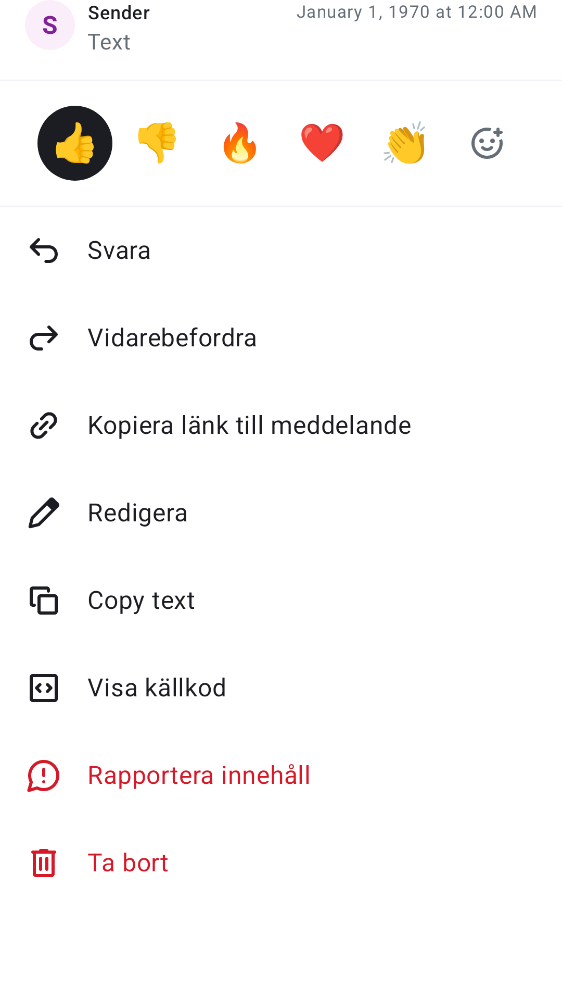 S
Sender
January 1, 1970 at 12:00 AM
Text
Svara
Vidarebefordra
Kopiera länk till meddelande
Redigera
Copy text
Visa källkod
Rapportera innehåll
Ta bort